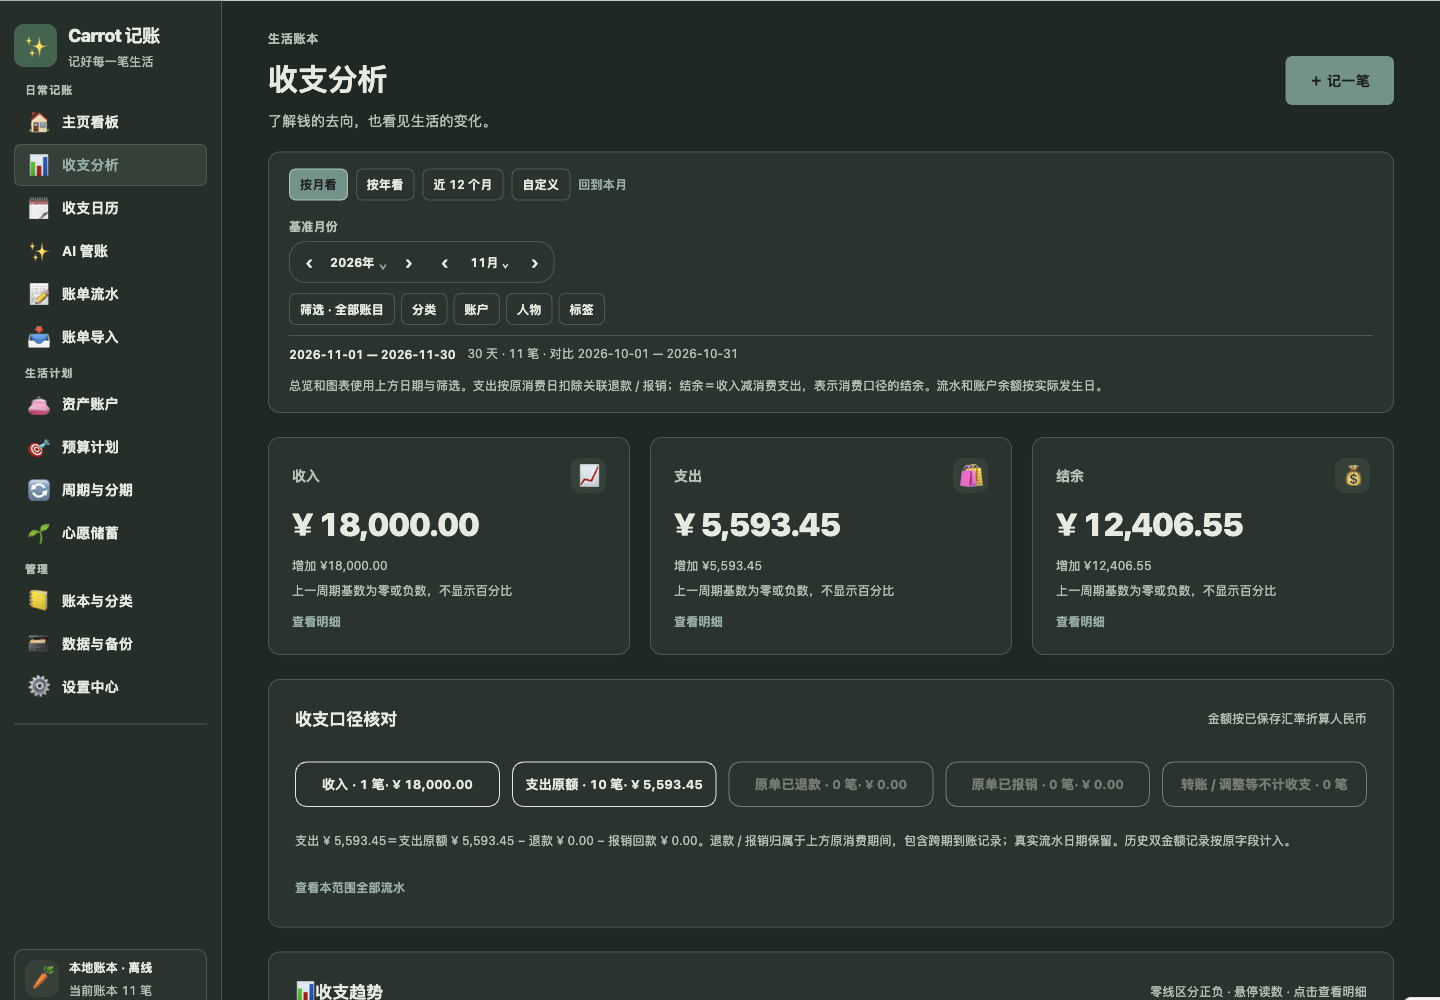 Carrot 记账
记好每一笔生活
日常记账
主页看板
收支分析
收支日历
AI 管账
账单流水
账单导入
生活计划
资产账户
预算计划
周期与分期
心愿储蓄
管理
账本与分类
数据与备份
设置中心
本地账本 · 离线
当前账本 11 笔
生活账本
收支分析
了解钱的去向，也看见生活的变化。
+ 记一笔
按月看 按年看 近 12 个月 自定义 回到本月
基准月份
‹ 2026年 › ‹ 11月 ›
筛选 · 全部账目 分类 账户 人物 标签
2026-11-01 — 2026-11-30 30 天 · 11 笔 · 对比 2026-10-01 — 2026-10-31
总览和图表使用上方日期与筛选。支出按原消费日扣除关联退款 / 报销；结余＝收入减消费支出，表示消费口径的结余。流水和账户余额按实际发生日。
收入
¥ 18,000.00
增加 ¥18,000.00
上一周期基数为零或负数，不显示百分比
查看明细
支出
¥ 5,593.45
增加 ¥5,593.45
上一周期基数为零或负数，不显示百分比
查看明细
结余
¥ 12,406.55
增加 ¥12,406.55
上一周期基数为零或负数，不显示百分比
查看明细
收支口径核对
金额按已保存汇率折算人民币
收入 · 1 笔· ¥ 18,000.00
支出原额 · 10 笔· ¥ 5,593.45
原单已退款 · 0 笔· ¥ 0.00
原单已报销 · 0 笔· ¥ 0.00
转账 / 调整等不计收支 · 0 笔
支出 ¥ 5,593.45＝支出原额 ¥ 5,593.45 − 退款 ¥ 0.00 − 报销回款 ¥ 0.00。退款 / 报销归属于上方原消费期间，包含跨期到账记录；真实流水日期保留。历史双金额记录按原字段计入。
查看本范围全部流水
收支趋势
零线区分正负 · 悬停读数 · 点击查看明细